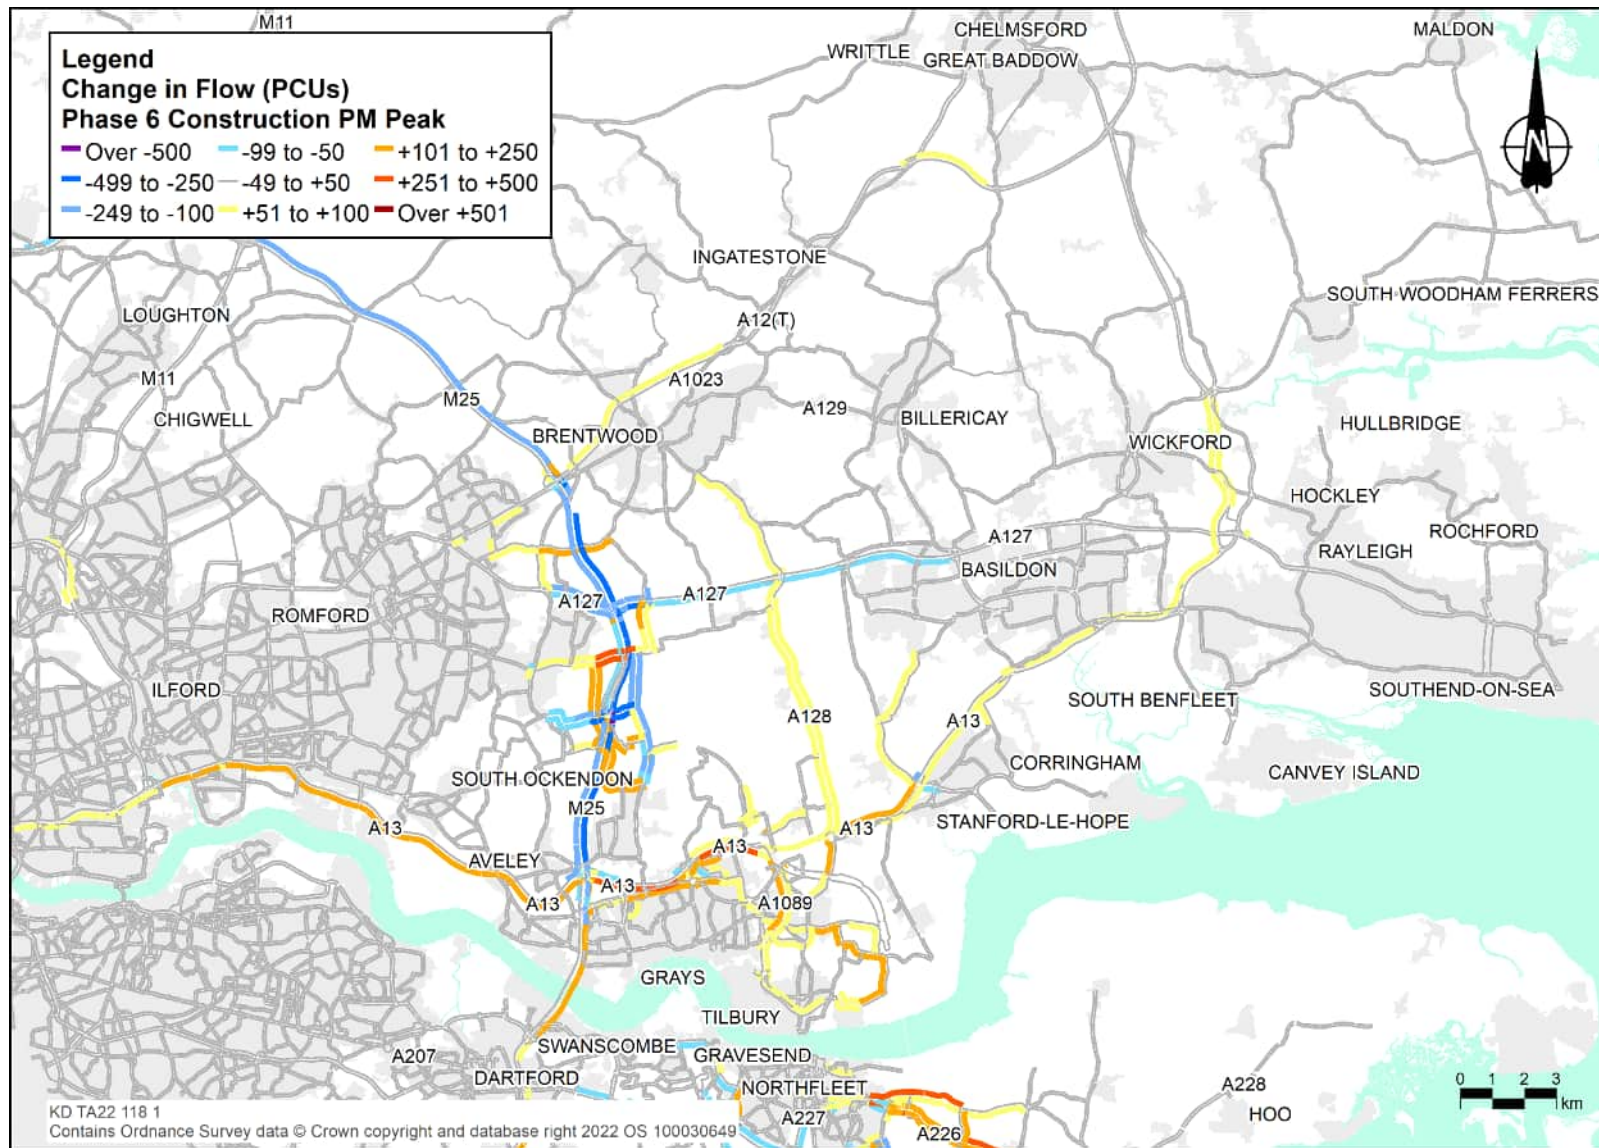 M11
CHELMSFORD
MALDON
WRITTLE
GREAT BADDOW
Legend
Change in Flow (PCUs)
Phase 6 Construction PM Peak
Over -500 -99 to -50 +101 to +250
-499 to -250 -49 to +50 +251 to +500
-249 to -100 +51 to +100 Over +501
N
INGATESTONE
SOUTH WOODHAM FERRERS
LOUGHTON
A12(T)
M11
A1023
M25
A129
CHIGWELL
BILLERICAY
HULLBRIDGE
BRENTWOOD
WICKFORD
HOCKLEY
A127
ROCHFORD
RAYLEIGH
BASILDON
A127
A127
ROMFORD
ILFORD
SOUTHEND-ON-SEA
SOUTH BENFLEET
A128
A13
CORRINGHAM
CANVEY ISLAND
SOUTH OCKENDON
M25
STANFORD-LE-HOPE
A13
A13
A13
AVELEY
A13
A13
A1089
GRAYS
TILBURY
SWANSCOMBE
A207
GRAVESEND
DARTFORD
NORTHFLEET
A228
HOO
A227
A226
0 1 2 3
km
KD TA22 118 1
Contains Ordnance Survey data © Crown copyright and database right 2022 OS 100030649